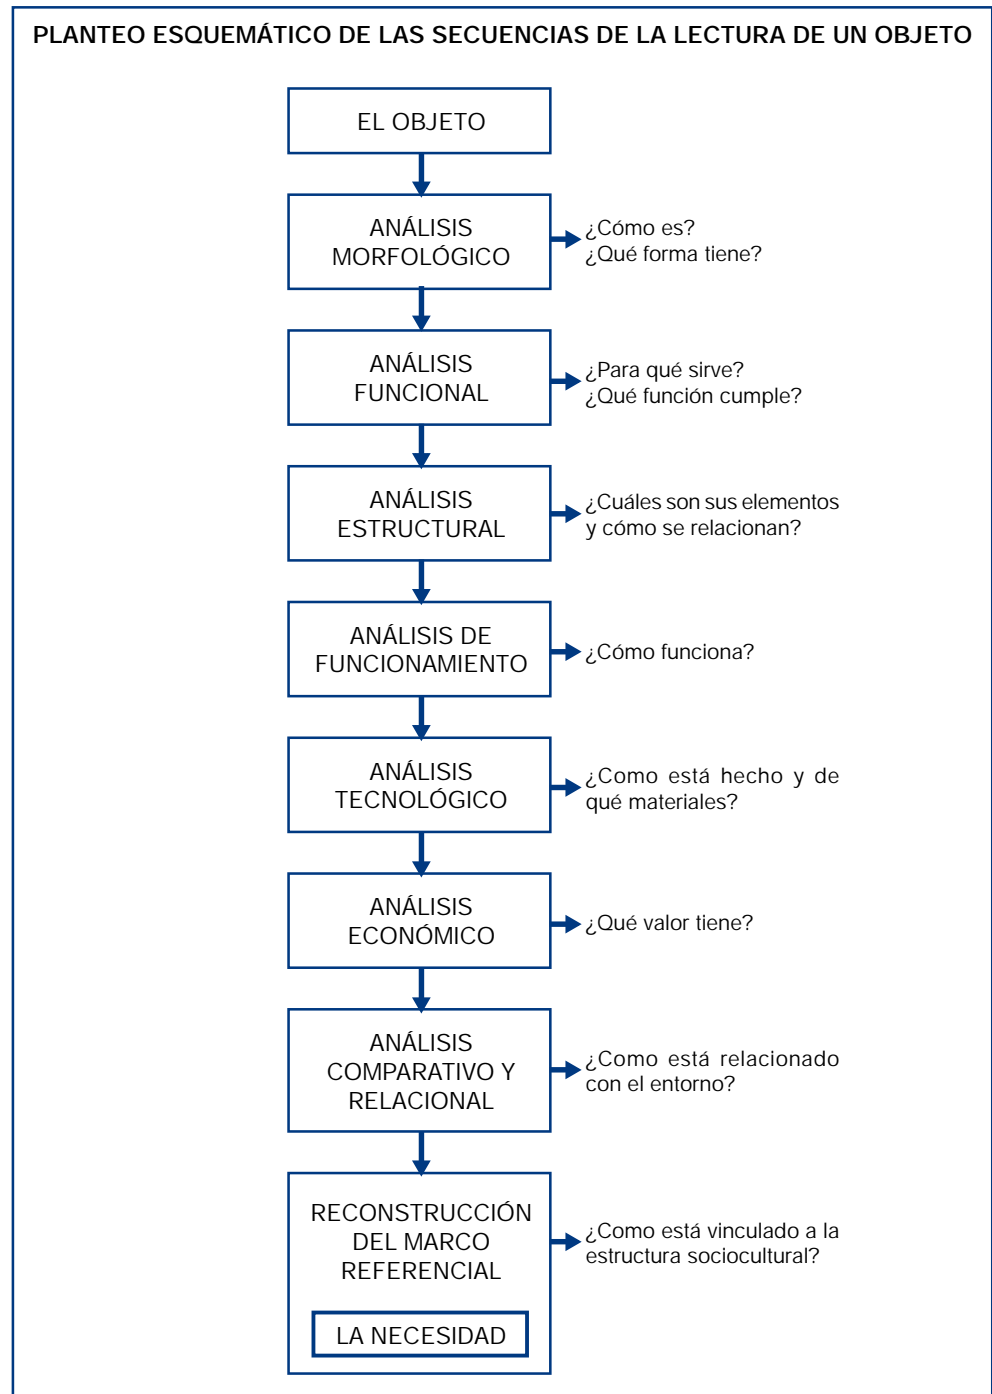 PLANTEO ESQUEMÁTICO DE LAS SECUENCIAS DE LA LECTURA DE UN OBJETO
EL OBJETO
ANÁLISIS
MORFOLÓGICO
¿Cómo es?
¿Qué forma tiene?
ANÁLISIS
FUNCIONAL
¿Para qué sirve?
¿Qué función cumple?
ANÁLISIS
ESTRUCTURAL
¿Cuáles son sus elementos
y cómo se relacionan?
ANÁLISIS DE
FUNCIONAMIENTO
¿Cómo funciona?
ANÁLISIS
TECNOLÓGICO
¿Como está hecho y de
qué materiales?
ANÁLISIS
ECONÓMICO
¿Qué valor tiene?
ANÁLISIS
COMPARATIVO Y
RELACIONAL
¿Como está relacionado
con el entorno?
RECONSTRUCCIÓN
DEL MARCO
REFERENCIAL
¿Como está vinculado a la
estructura sociocultural?
LA NECESIDAD